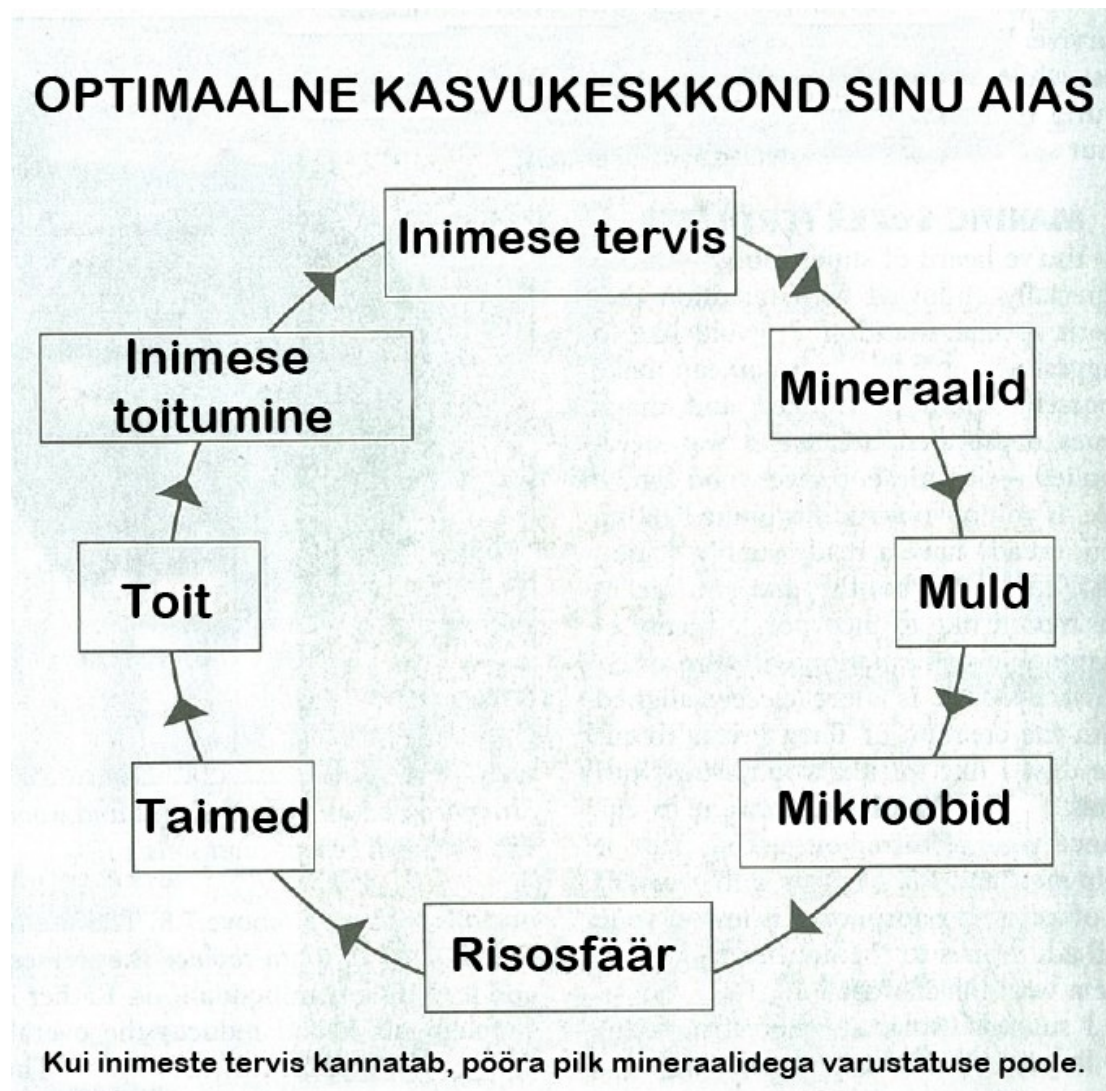 OPTIMAALNE KASVUKESKKOND SINU AIAS
Inimese tervis
Mineraalid
Muld
Mikroobid
Risosfäär
Taimed
Toit
Inimese
toitumine
Kui inimeste tervis kannatab, pööra pilk mineraalidega varustatuse poole.